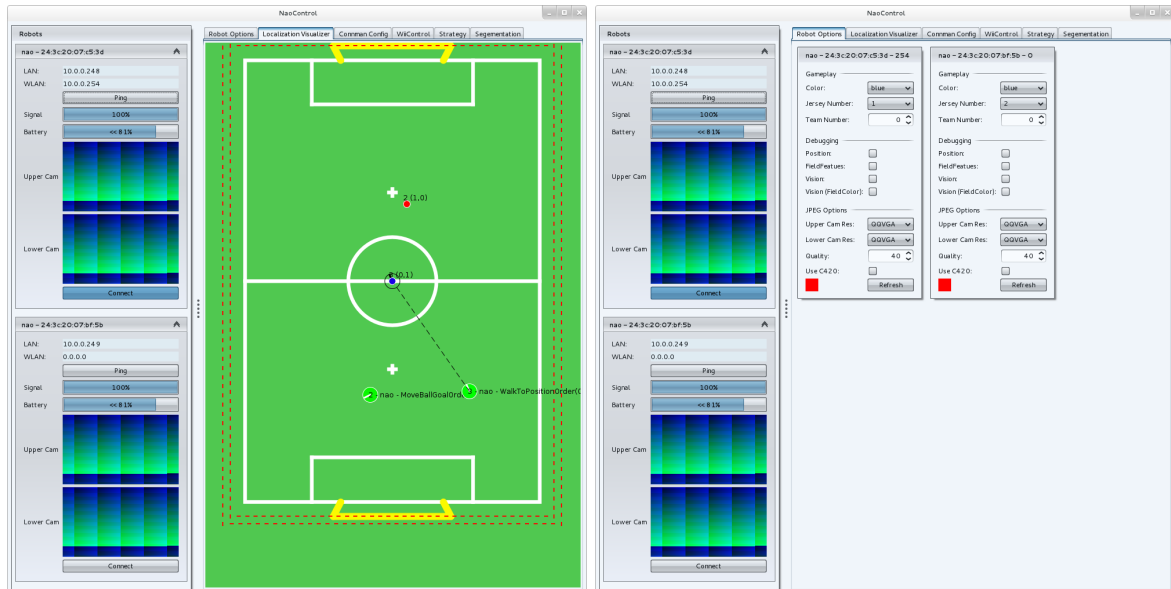 NaoControl
Robots
nao - 24:3c:20:07:c5:3d
LAN: 10.0.0.248
WLAN: 10.0.0.254
Ping
Signal 100%
Battery << 81%
Upper Cam
Lower Cam
Connect
nao - 24:3c:20:07:bf:5b
LAN: 10.0.0.249
WLAN: 0.0.0.0
Ping
Signal 100%
Battery << 81%
Upper Cam
Lower Cam
Connect
Robot Options Localization Visualizer Connman Config WiiControl Strategy Segementation
2 (1,0)
(0,1)
2 nao - MoveBallGoalOrd
3 nao - WalkToPositionOrder(
NaoControl
Robots
nao - 24:3c:20:07:c5:3d
LAN: 10.0.0.248
WLAN: 10.0.0.254
Ping
Signal 100%
Battery << 81%
Upper Cam
Lower Cam
Connect
nao - 24:3c:20:07:bf:5b
LAN: 10.0.0.249
WLAN: 0.0.0.0
Ping
Signal 100%
Battery << 81%
Upper Cam
Lower Cam
Connect
Robot Options Localization Visualizer Connman Config WiiControl Strategy Segementation
nao - 24:3c:20:07:c5:3d - 254
Gameplay
Color: blue
Jersey Number: 1
Team Number: 0
Debugging
Position:
FieldFeatues:
Vision:
Vision (FieldColor):
JPEG Options
Upper Cam Res: QQVGA
Lower Cam Res: QQVGA
Quality: 40
Use C420:
Refresh
nao - 24:3c:20:07:bf:5b - 0
Gameplay
Color: blue
Jersey Number: 2
Team Number: 0
Debugging
Position:
FieldFeatues:
Vision:
Vision (FieldColor):
JPEG Options
Upper Cam Res: QQVGA
Lower Cam Res: QQVGA
Quality: 40
Use C420:
Refresh